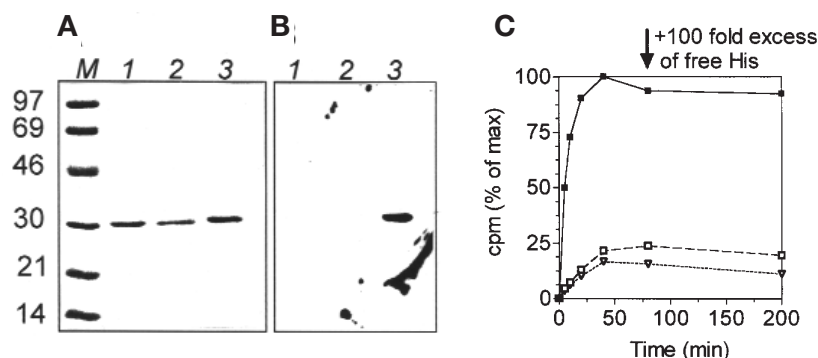 A
M 1 2 3
97
69
46
30
21
14
B
1 2 3
C
+100 fold excess
of free His
cpm (% of max)
100
75
50
25
0
0 50 100 150 200
Time (min)